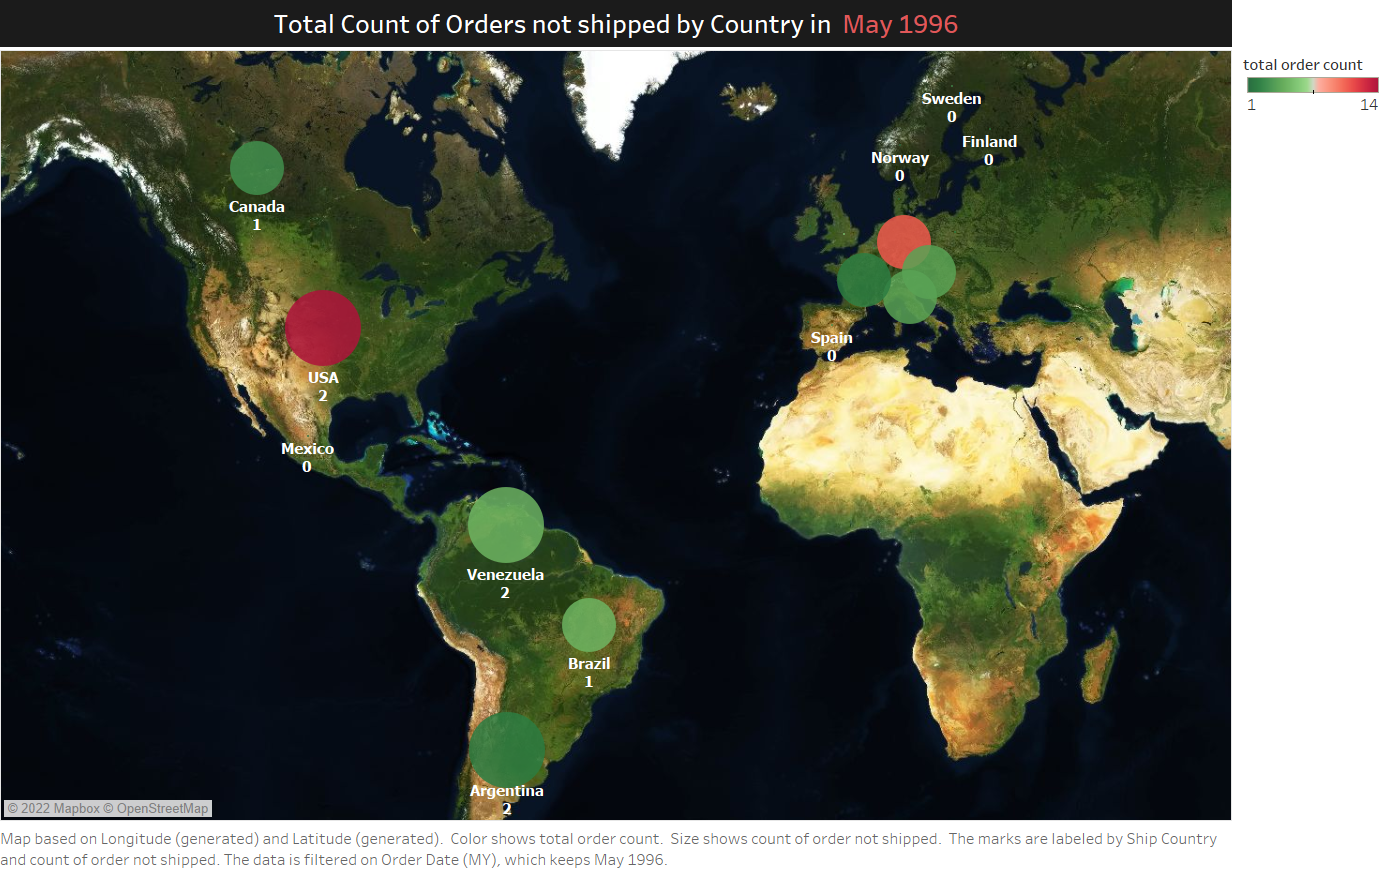 Total Count of Orders not shipped by Country in May 1996
total order count
1 14
Sweden
0
Finland
0
Norway
0
Canada
1
Spain
0
USA
2
Mexico
0
Venezuela
2
Brazil
1
Argentina
2
© 2022 Mapbox © OpenStreetMap
Map based on Longitude (generated) and Latitude (generated). Color shows total order count. Size shows count of order not shipped. The marks are labeled by Ship Country
and count of order not shipped. The data is filtered on Order Date (MY), which keeps May 1996.